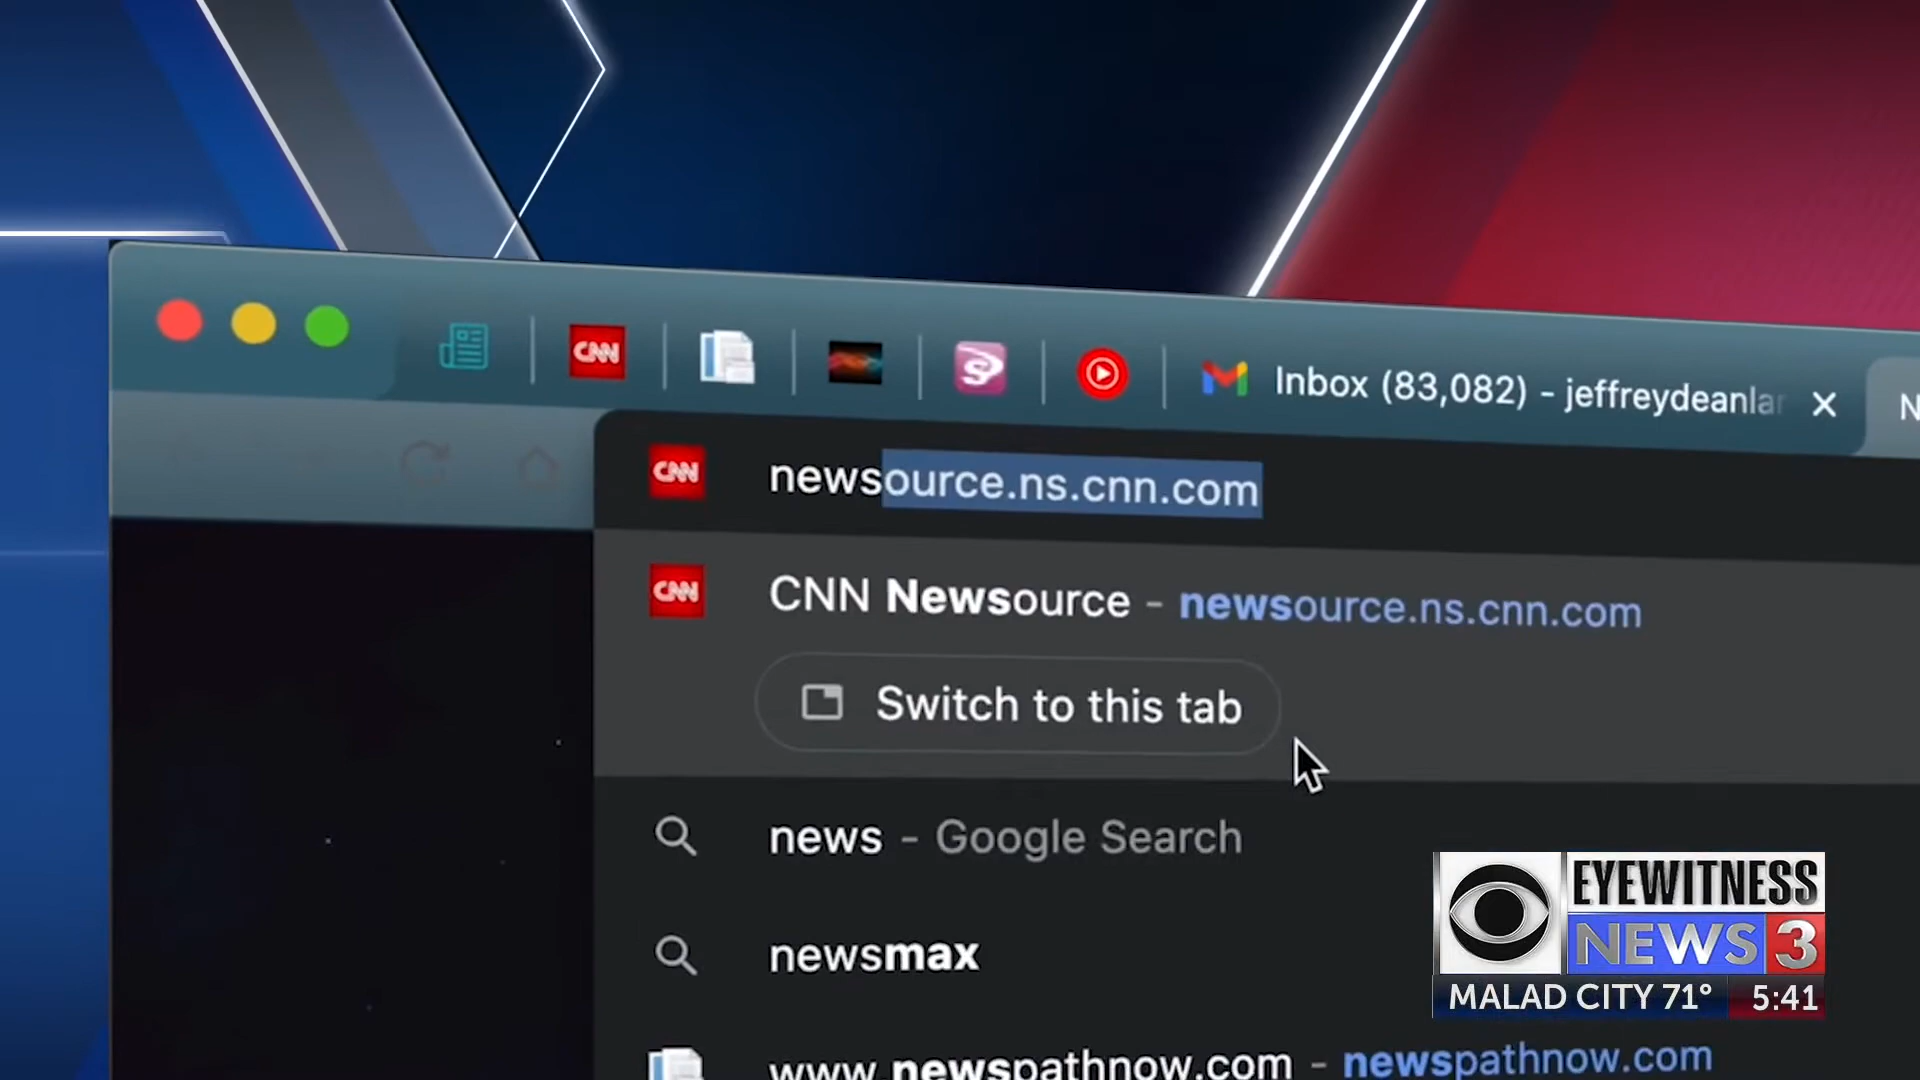 CNN
Inbox (83,082) - jeffreydeanlar
N
CNN newsource.ns.cnn.com
CNN CNN Newsource - newsource.ns.cnn.com
Switch to this tab
news - Google Search
newsmax
www.newspathnow.com - newspathnow.com
EYEWITNESS
NEWS 3
MALAD CITY 71° 5:41